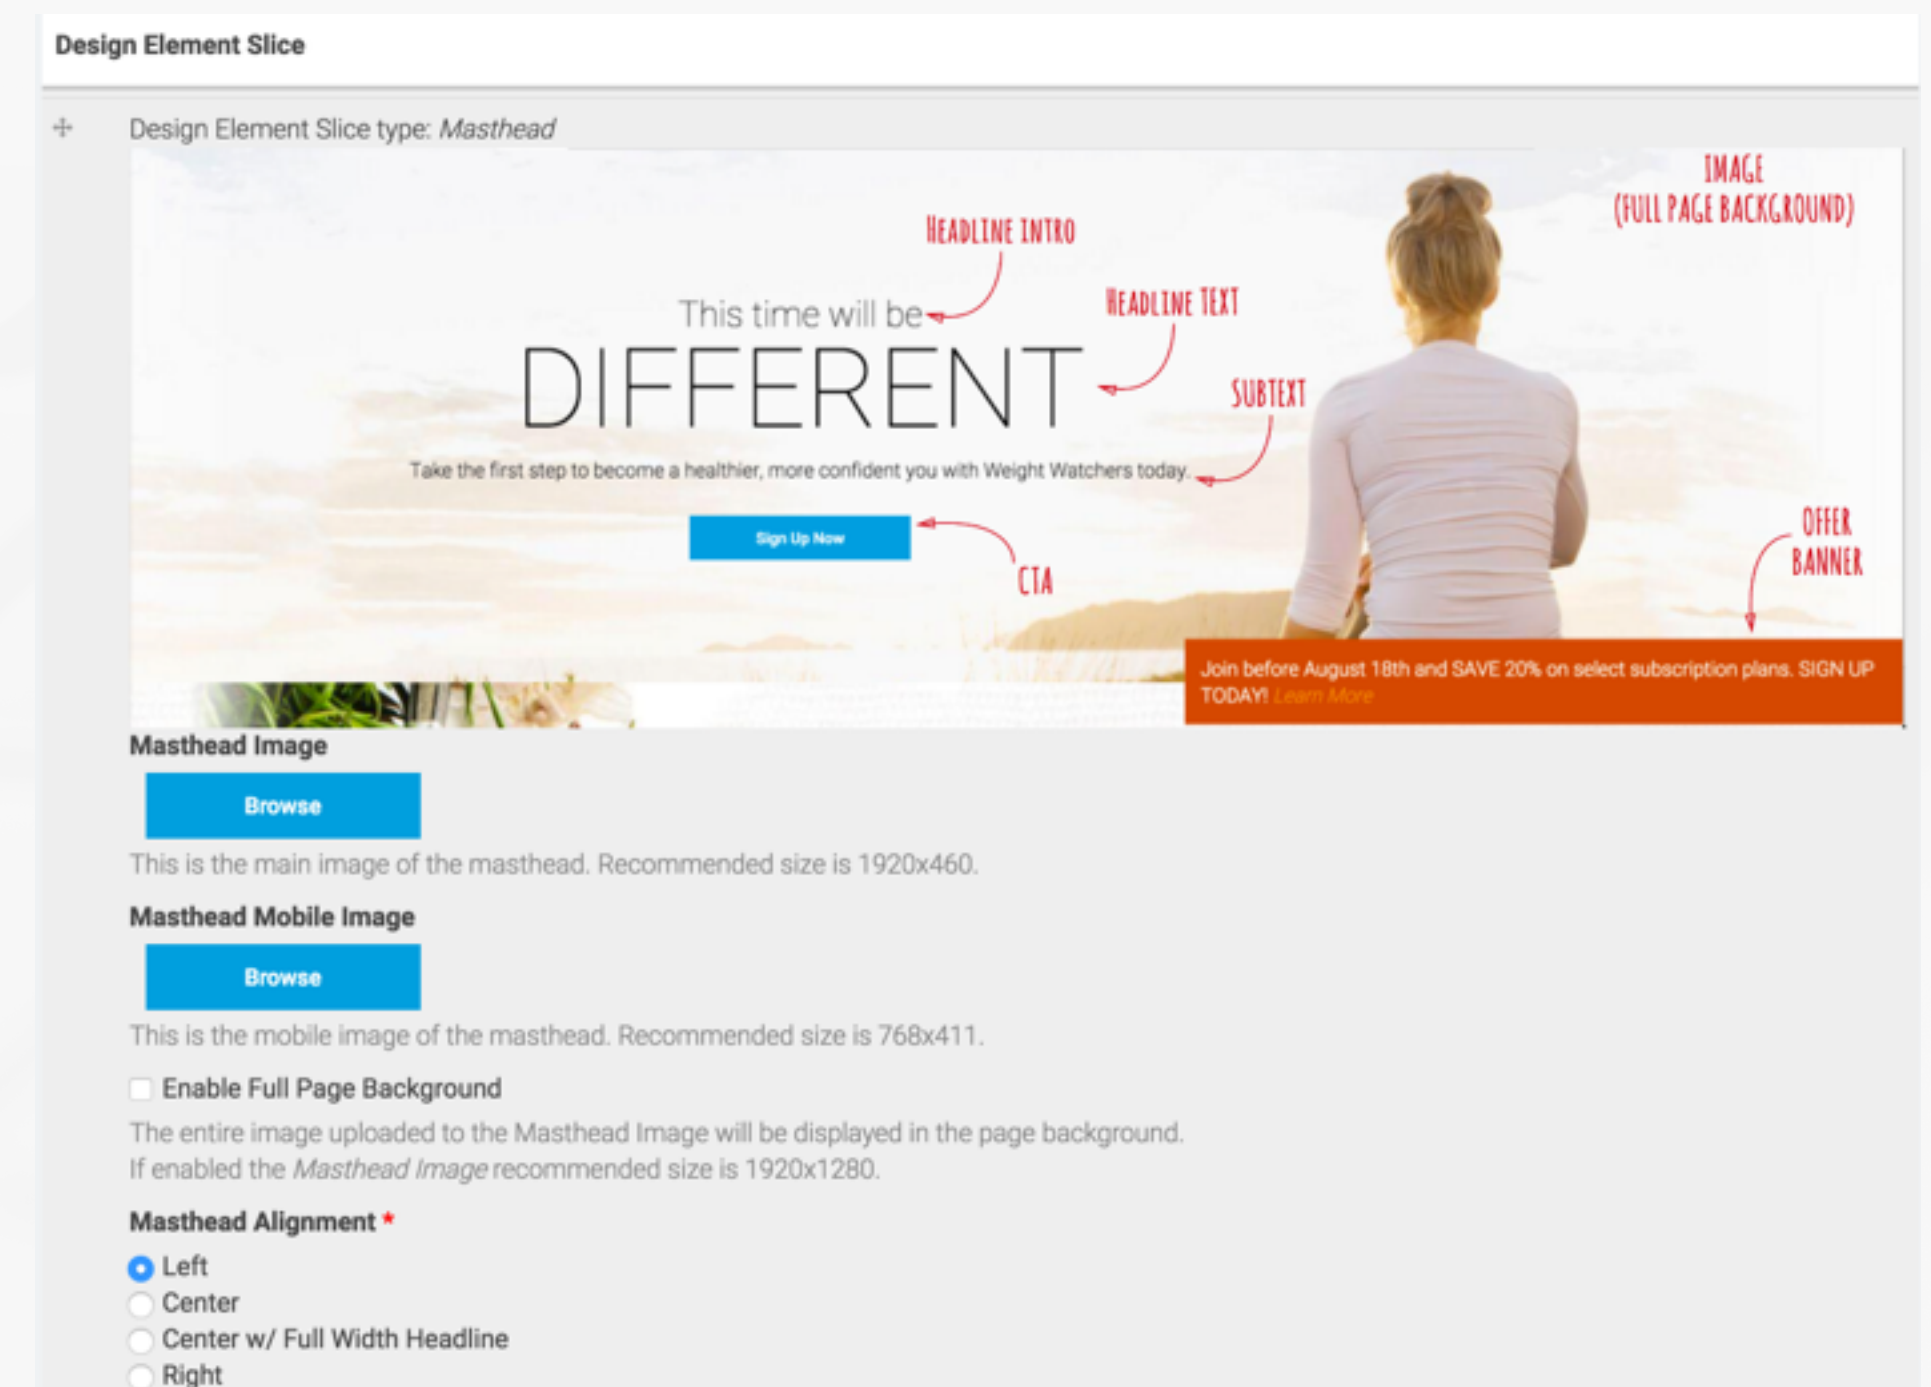 Design Element Slice
Design Element Slice type: Masthead
IMAGE
(FULL PAGE BACKGROUND)
HEADLINE INTRO
This time will be
HEADLINE TEXT
DIFFERENT
SUBTEXT
Take the first step to become a healthier, more confident you with Weight Watchers today.
Sign Up Now
CTA
OFFER
BANNER
Join before August 18th and SAVE 20% on select subscription plans. SIGN UP
TODAY! Learn More
Masthead Image
Browse
This is the main image of the masthead. Recommended size is 1920x460.
Masthead Mobile Image
Browse
This is the mobile image of the masthead. Recommended size is 768x411.
Enable Full Page Background
The entire image uploaded to the Masthead Image will be displayed in the page background.
If enabled the Masthead Image recommended size is 1920x1280.
Masthead Alignment *
Left
Center
Center w/ Full Width Headline
Right